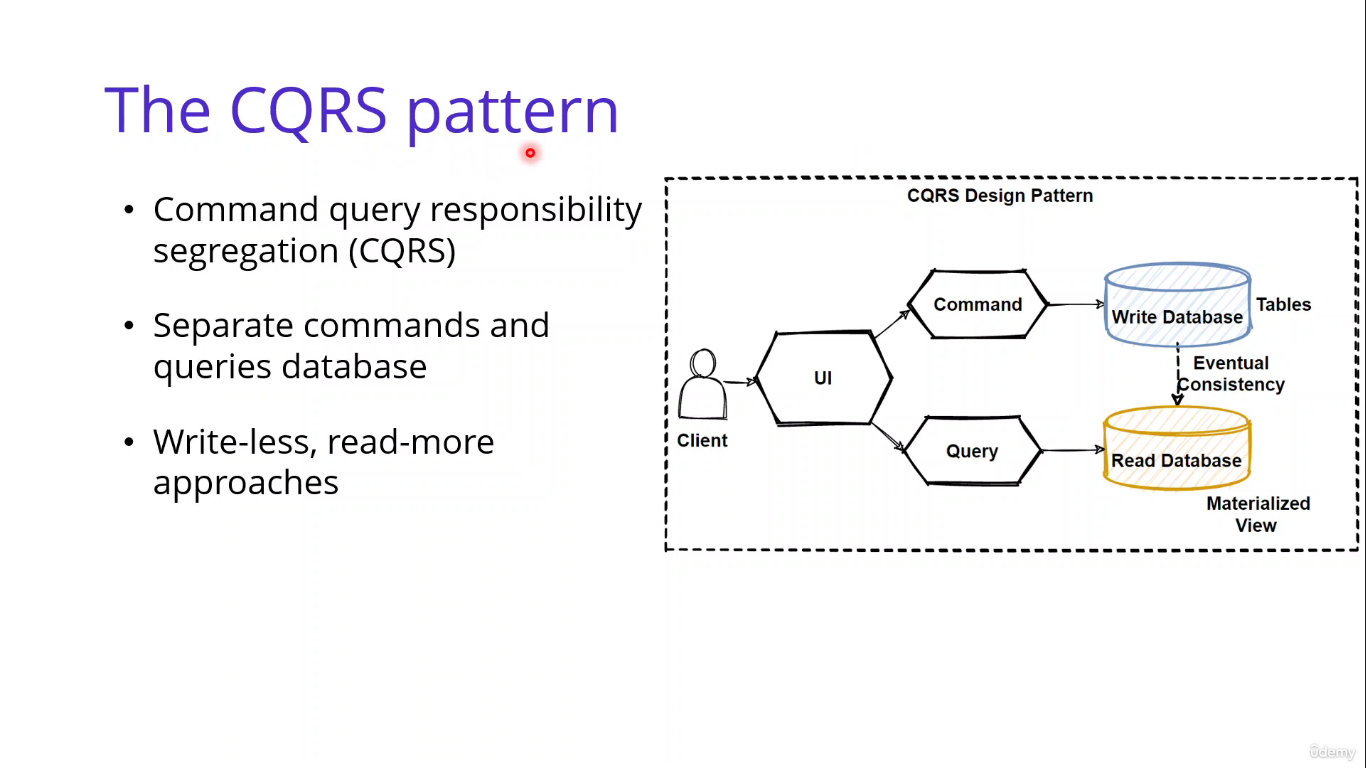 The CQRS pattern
• Command query responsibility
segregation (CQRS)
• Separate commands and
queries database
• Write-less, read-more
approaches
CQRS Design Pattern
Client
UI
Command
Query
Write Database
Tables
Eventual
Consistency
Read Database
Materialized
View
ûdemy